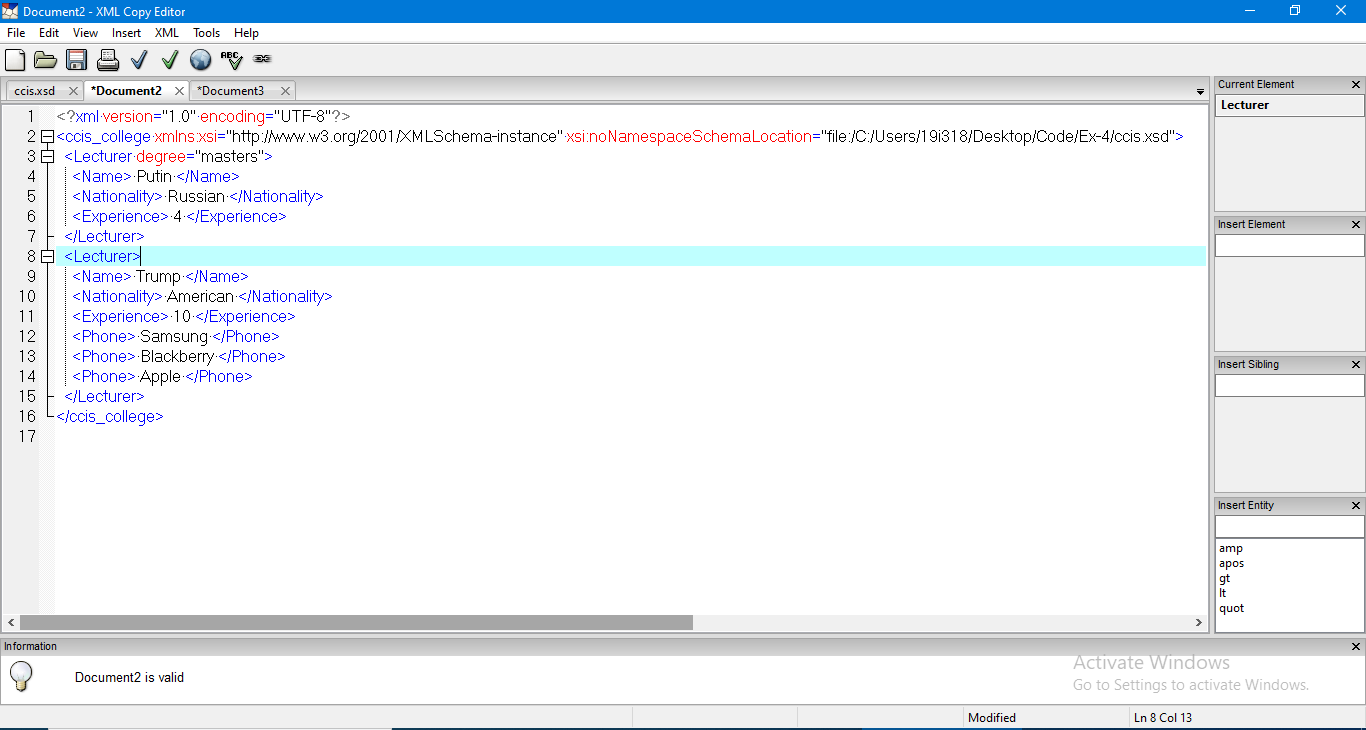 Document2 - XML Copy Editor
File Edit View Insert XML Tools Help
ABC
ccis.xsd *Document2 *Document3
1 <?xml·version="1.0"·encoding="UTF-8"?>
2 <ccis_college·xmlns:xsi="http://www.w3.org/2001/XMLSchema-instance"·xsi:noNamespaceSchemaLocation="file:/C:/Users/19i318/Desktop/Code/Ex-4/ccis.xsd">
3 <Lecturer·degree="masters">
4 <Name>·Putin·</Name>
5 <Nationality>·Russian·</Nationality>
6 <Experience>·4·</Experience>
7 </Lecturer>
8 <Lecturer>
9 <Name>·Trump·</Name>
10 <Nationality>·American·</Nationality>
11 <Experience>·10·</Experience>
12 <Phone>·Samsung·</Phone>
13 <Phone>·Blackberry·</Phone>
14 <Phone>·Apple·</Phone>
15 </Lecturer>
16 </ccis_college>
17
Current Element
Lecturer
Insert Element
Insert Sibling
Insert Entity
amp
apos
gt
lt
quot
Information
Document2 is valid
Activate Windows
Go to Settings to activate Windows.
Modified
Ln 8 Col 13